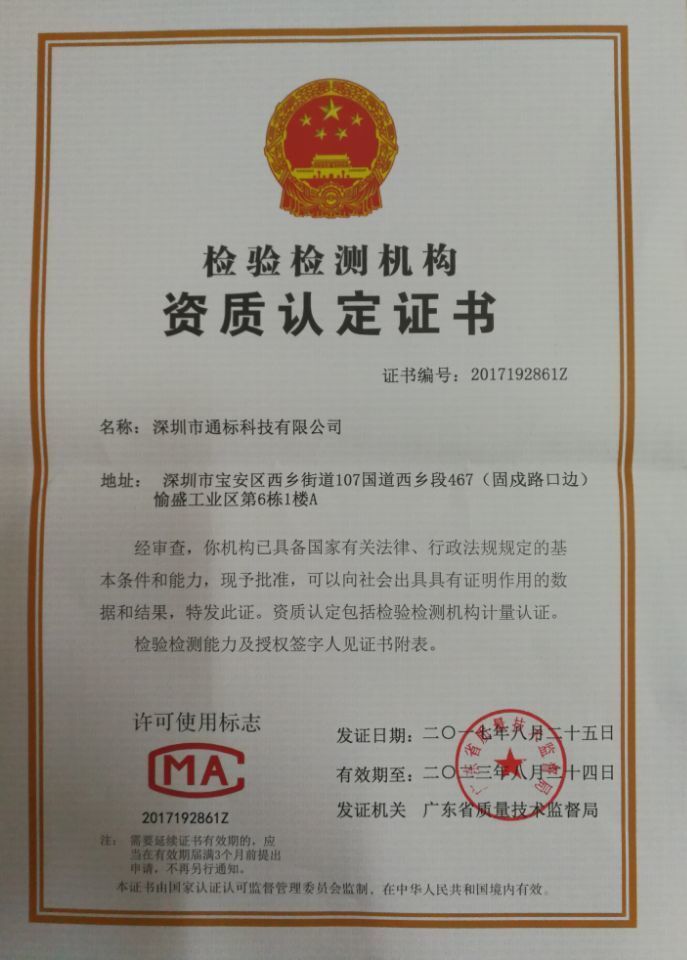 检验检测机构
资质认定证书
证书编号：2017192861Z
名称：深圳市通标科技有限公司
地址：深圳市宝安区西乡街道107国道西乡段467（固戍路口边）
愉盛工业区第6栋1楼A
经审查，你机构已具备国家有关法律、行政法规规定的基
本条件和能力，现予批准，可以向社会出具具有证明作用的数
据和结果，特发此证。资质认定包括检验检测机构计量认证。
检验检测能力及授权签字人见证书附表。
许可使用标志
MA
2017192861Z
注：需要延续证书有效期的，应
当在有效期届满3个月前提出
申请，不再另行通知。
发证日期：二〇一七年八月二十五日
有效期至：二〇二三年八月二十四日
发证机关 广东省质量技术监督局
广东省质量技术监督局
本证书由国家认证认可监督管理委员会监制，在中华人民共和国境内有效。